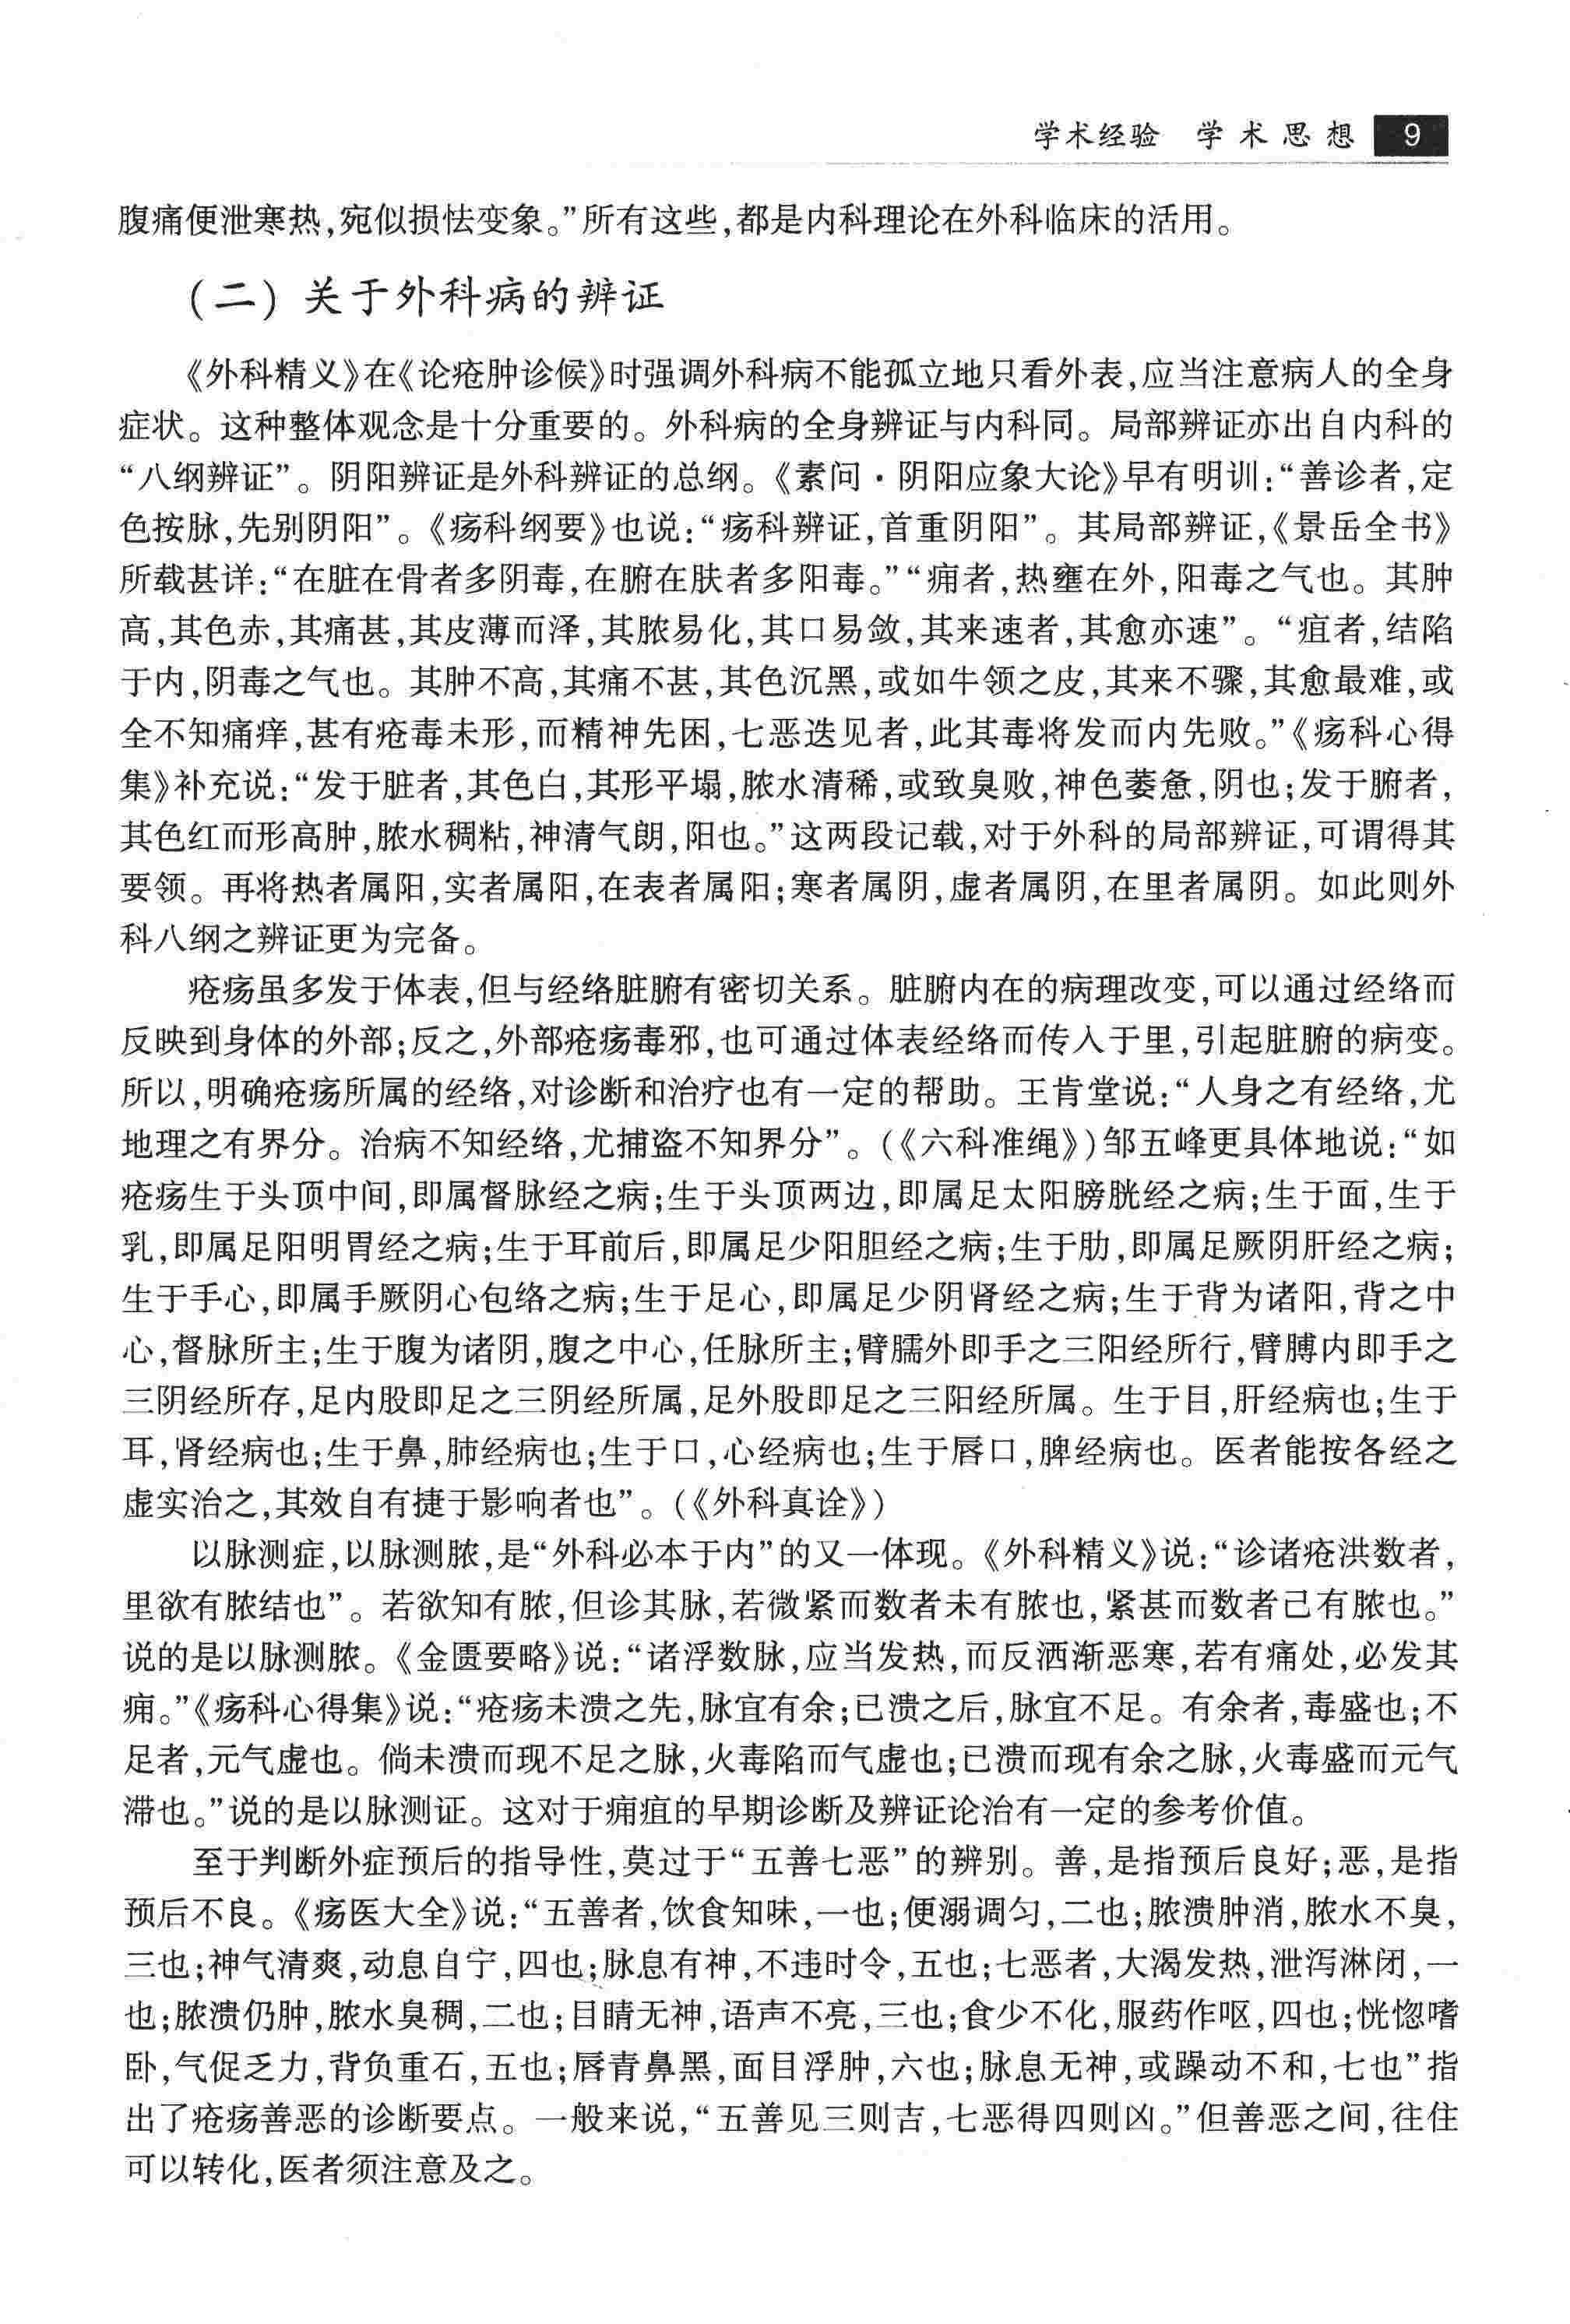 学术经验 学术思想 9
腹痛便泄寒热,宛似损怯变象。”所有这些,都是内科理论在外科临床的活用。
(二) 关于外科病的辨证
《外科精义》在《论疮肿诊候》时强调外科病不能孤立地只看外表,应当注意病人的全身
症状。这种整体观念是十分重要的。外科病的全身辨证与内科同。局部辨证亦出自内科的
“八纲辨证”。阴阳辨证是外科辨证的总纲。《素问·阴阳应象大论》早有明训:“善诊者,定
色按脉,先别阴阳”。《疡科纲要》也说:“疡科辨证,首重阴阳”。其局部辨证,《景岳全书》
所载甚详:“在脏在骨者多阴毒,在腑在肤者多阳毒。”“痈者,热壅在外,阳毒之气也。其肿
高,其色赤,其痛甚,其皮薄而泽,其脓易化,其口易敛,其来速者,其愈亦速”。“疽者,结陷
于内,阴毒之气也。其肿不高,其痛不甚,其色沉黑,或如牛领之皮,其来不骤,其愈最难,或
全不知痛痒,甚有疮毒未形,而精神先困,七恶迭见者,此其毒将发而内先败。”《疡科心得
集》补充说:“发于脏者,其色白,其形平塌,脓水清稀,或致臭败,神色萎惫,阴也;发于腑者,
其色红而形高肿,脓水稠粘,神清气朗,阳也。”这两段记载,对于外科的局部辨证,可谓得其
要领。再将热者属阳,实者属阳,在表者属阳;寒者属阴,虚者属阴,在里者属阴。如此则外
科八纲之辨证更为完备。
疮疡虽多发于体表,但与经络脏腑有密切关系。脏腑内在的病理改变,可以通过经络而
反映到身体的外部;反之,外部疮疡毒邪,也可通过体表经络而传入于里,引起脏腑的病变。
所以,明确疮疡所属的经络,对诊断和治疗也有一定的帮助。王肯堂说:“人身之有经络,尤
地理之有界分。治病不知经络,尤捕盗不知界分”。(《六科准绳》)邹五峰更具体地说:“如
疮疡生于头顶中间,即属督脉经之病;生于头顶两边,即属足太阳膀胱经之病;生于面,生于
乳,即属足阳明胃经之病;生于耳前后,即属足少阳胆经之病;生于肋,即属足厥阴肝经之病;
生于手心,即属手厥阴心包络之病;生于足心,即属足少阴肾经之病;生于背为诸阳,背之中
心,督脉所主;生于腹为诸阴,腹之中心,任脉所主;臂臑外即手之三阳经所行,臂膊内即手之
三阴经所存,足内股即足之三阴经所属,足外股即足之三阳经所属。生于目,肝经病也;生于
耳,肾经病也;生于鼻,肺经病也;生于口,心经病也;生于唇口,脾经病也。医者能按各经之
虚实治之,其效自有捷于影响者也”。(《外科真诠》)
以脉测症,以脉测脓,是“外科必本于内”的又一体现。《外科精义》说:“诊诸疮洪数者,
里欲有脓结也”。若欲知有脓,但诊其脉,若微紧而数者未有脓也,紧甚而数者己有脓也。”
说的是以脉测脓。《金匮要略》说:“诸浮数脉,应当发热,而反洒渐恶寒,若有痛处,必发其
痈。”《疡科心得集》说:“疮疡未溃之先,脉宜有余;已溃之后,脉宜不足。有余者,毒盛也;不
足者,元气虚也。倘未溃而现不足之脉,火毒陷而气虚也;已溃而现有余之脉,火毒盛而元气
滞也。”说的是以脉测证。这对于痈疽的早期诊断及辨证论治有一定的参考价值。
至于判断外症预后的指导性,莫过于“五善七恶”的辨别。善,是指预后良好;恶,是指
预后不良。《疡医大全》说:“五善者,饮食知味,一也;便溺调匀,二也;脓溃肿消,脓水不臭,
三也;神气清爽,动息自宁,四也;脉息有神,不违时令,五也;七恶者,大渴发热,泄泻淋闭,一
也;脓溃仍肿,脓水臭稠,二也;目睛无神,语声不亮,三也;食少不化,服药作呕,四也;恍惚嗜
卧,气促乏力,背负重石,五也;唇青鼻黑,面目浮肿,六也;脉息无神,或躁动不和,七也”指
出了疮疡善恶的诊断要点。一般来说,“五善见三则吉,七恶得四则凶。”但善恶之间,往住
可以转化,医者须注意及之。